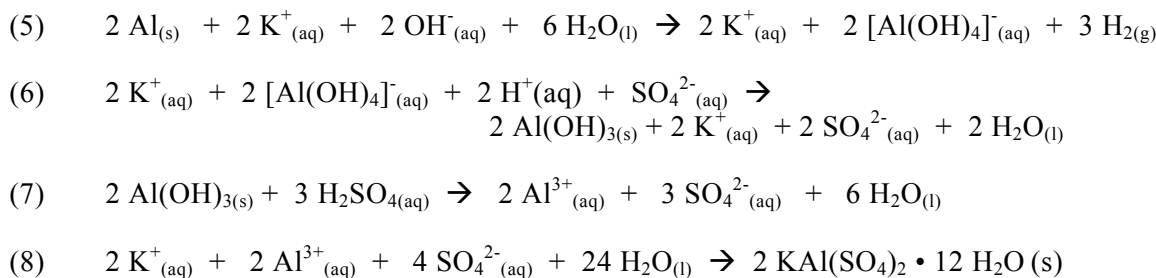 (5) 2 Al(s) + 2 K⁺(aq) + 2 OH⁻(aq) + 6 H₂O(l) → 2 K⁺(aq) + 2 [Al(OH)₄]⁻(aq) + 3 H₂(g)
(6) 2 K⁺(aq) + 2 [Al(OH)₄]⁻(aq) + 2 H⁺(aq) + SO₄²⁻(aq) →
2 Al(OH)₃(s) + 2 K⁺(aq) + 2 SO₄²⁻(aq) + 2 H₂O(l)
(7) 2 Al(OH)₃(s) + 3 H₂SO₄(aq) → 2 Al³⁺(aq) + 3 SO₄²⁻(aq) + 6 H₂O(l)
(8) 2 K⁺(aq) + 2 Al³⁺(aq) + 4 SO₄²⁻(aq) + 24 H₂O(l) → 2 KAl(SO₄)₂ • 12 H₂O (s)